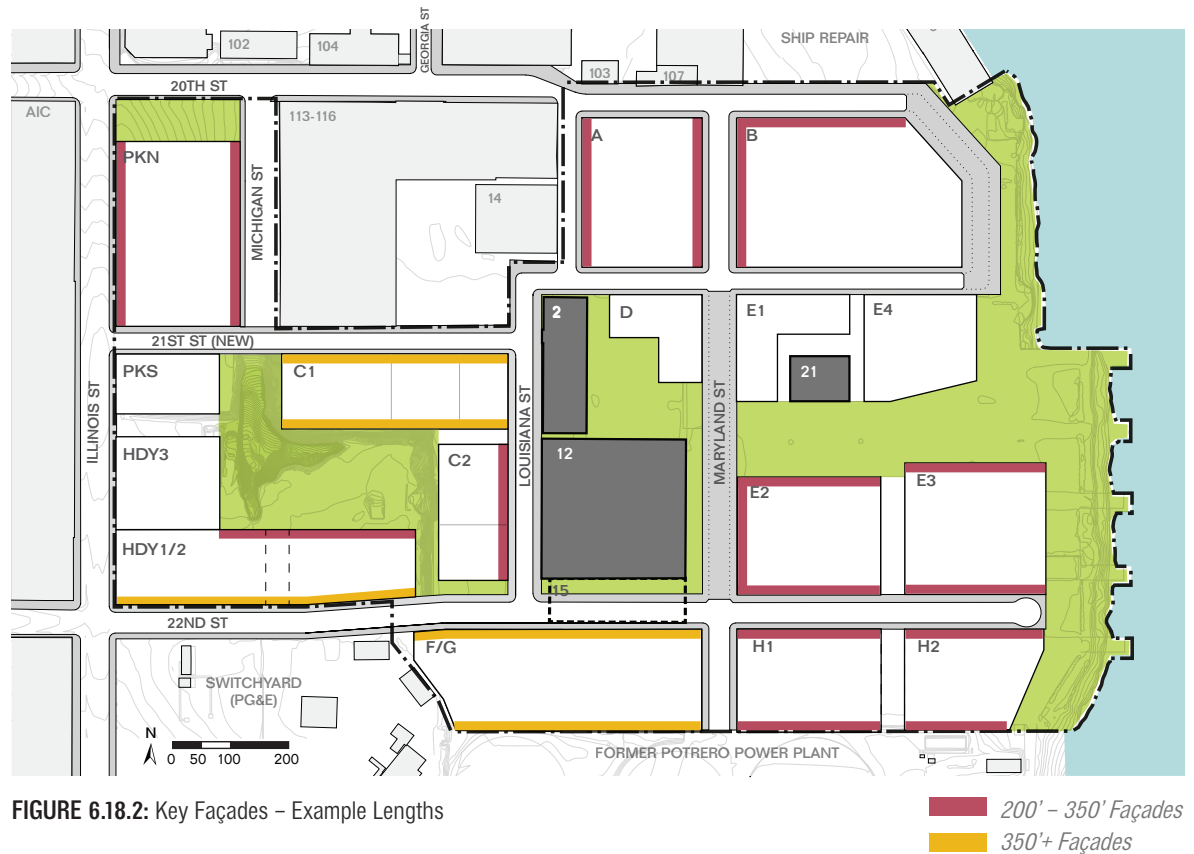 GEORGIA ST
SHIP REPAIR
102
104
103
107
20TH ST
AIC
113-116
A
B
PKN
MICHIGAN ST
14
2
D
E1
E4
21ST ST (NEW)
PKS
C1
21
ILLINOIS ST
LOUISIANA ST
MARYLAND ST
HDY3
C2
12
E2
E3
HDY1/2
15
22ND ST
F/G
H1
H2
SWITCHYARD
(PG&E)
N
0 50 100 200
FORMER POTRERO POWER PLANT
FIGURE 6.18.2: Key Façades – Example Lengths
200' – 350' Façades
350'+ Façades